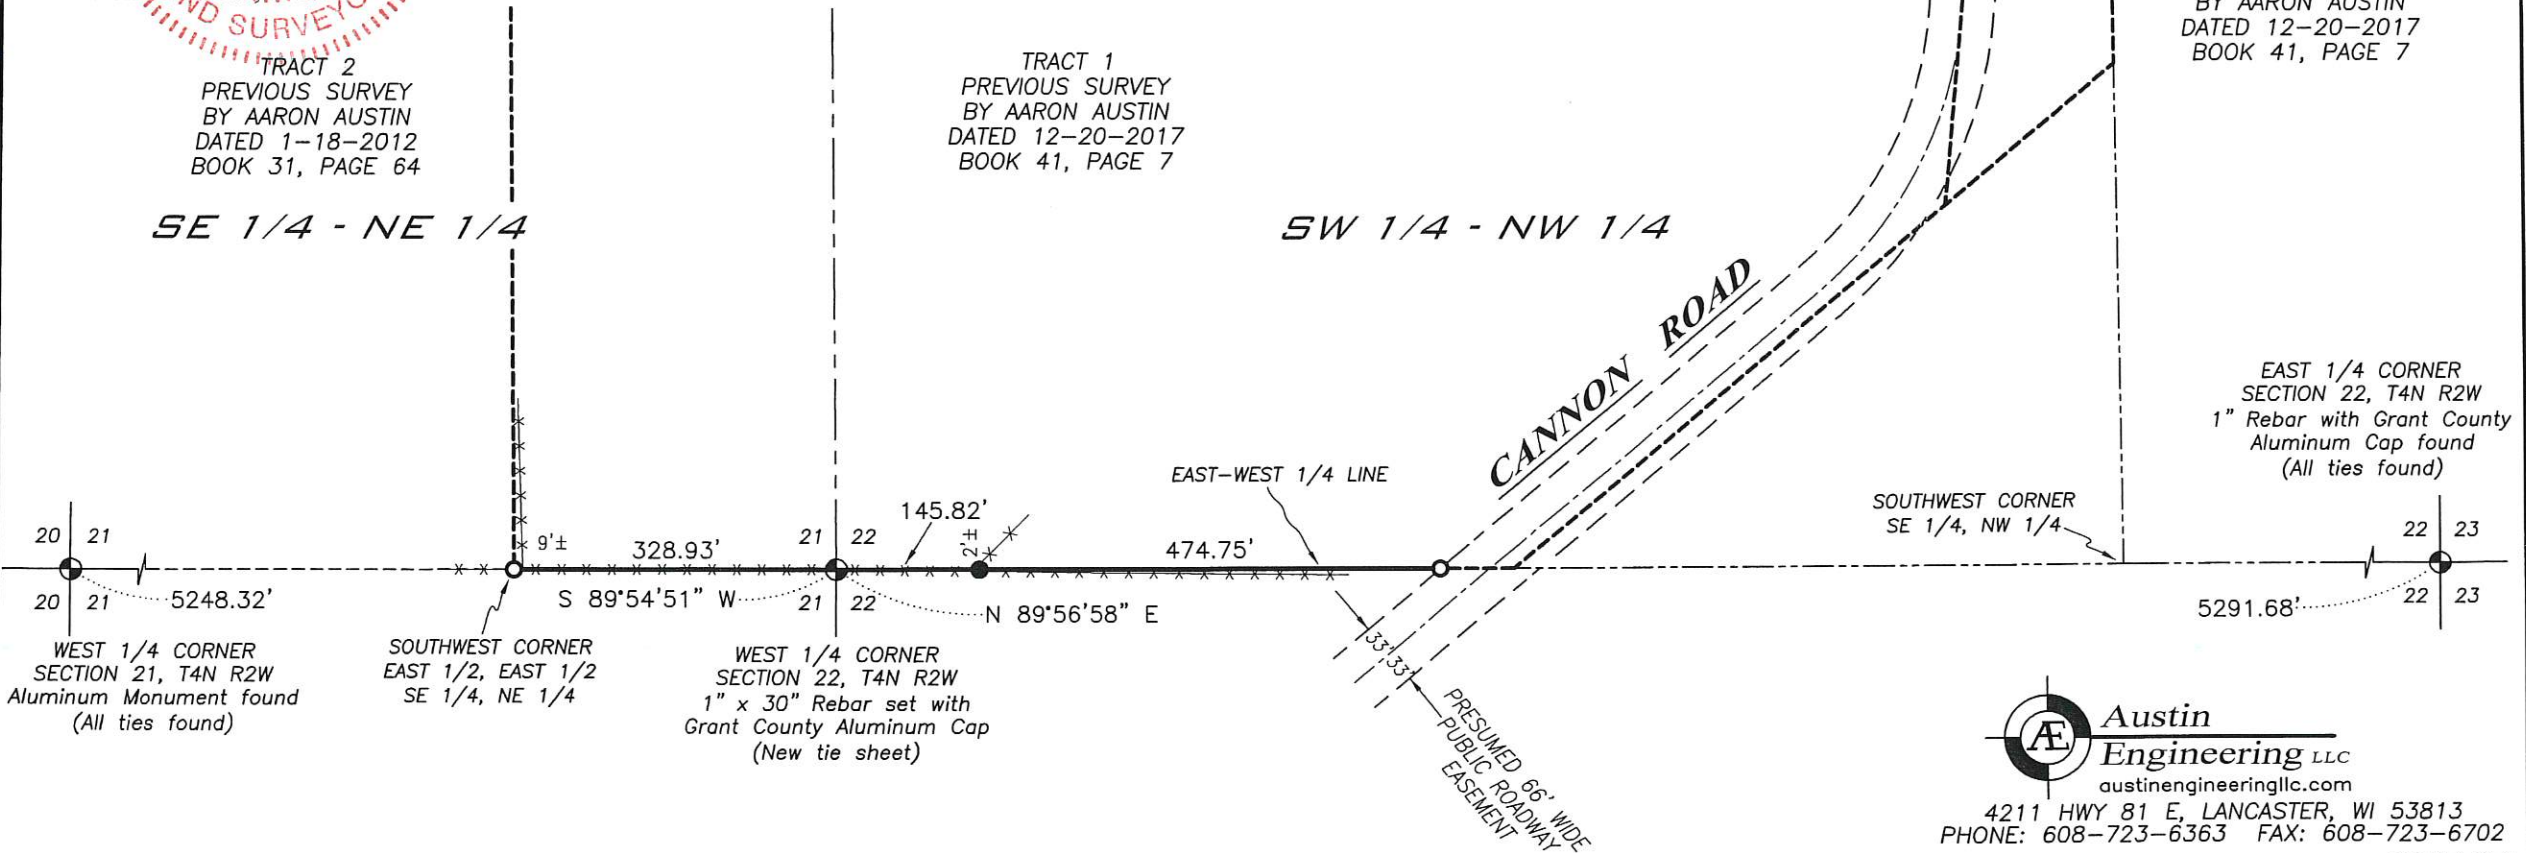 ND SURVEYO
TRACT 2
PREVIOUS SURVEY
BY AARON AUSTIN
DATED 1-18-2012
BOOK 31, PAGE 64
TRACT 1
PREVIOUS SURVEY
BY AARON AUSTIN
DATED 12-20-2017
BOOK 41, PAGE 7
BY AARON AUSTIN
DATED 12-20-2017
BOOK 41, PAGE 7
SE 1/4 - NE 1/4
SW 1/4 - NW 1/4
CANNON ROAD
EAST 1/4 CORNER
SECTION 22, T4N R2W
1" Rebar with Grant County
Aluminum Cap found
(All ties found)
EAST-WEST 1/4 LINE
SOUTHWEST CORNER
SE 1/4, NW 1/4
20 21
9'±
328.93'
21 22
145.82'
2'±
474.75'
22 23
20 21
5248.32'
S 89°54'51" W
21 22
N 89°56'58" E
5291.68'
22 23
WEST 1/4 CORNER
SECTION 21, T4N R2W
Aluminum Monument found
(All ties found)
SOUTHWEST CORNER
EAST 1/2, EAST 1/2
SE 1/4, NE 1/4
WEST 1/4 CORNER
SECTION 22, T4N R2W
1" x 30" Rebar set with
Grant County Aluminum Cap
(New tie sheet)
33'
33'
PRESUMED 66' WIDE
PUBLIC ROADWAY
EASEMENT
Æ
Austin
Engineering LLC
austinengineeringllc.com
4211 HWY 81 E, LANCASTER, WI 53813
PHONE: 608-723-6363 FAX: 608-723-6702